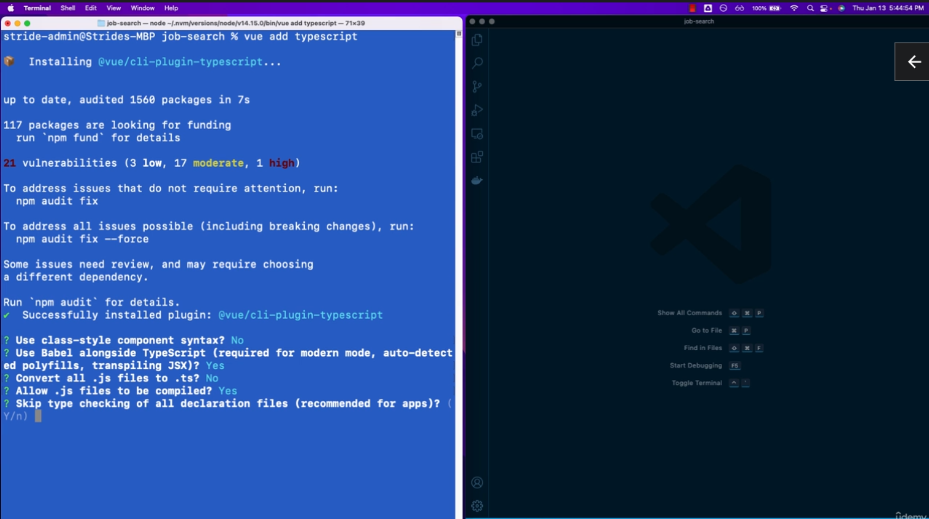 Terminal Shell Edit View Window Help 100% Thu Jan 13 5:44:54 PM
job-search — node ~/.nvm/versions/node/v14.15.0/bin/vue add typescript — 71×39
job-search
stride-admin@Strides-MBP job-search % vue add typescript
Installing @vue/cli-plugin-typescript...
up to date, audited 1560 packages in 7s
117 packages are looking for funding
run `npm fund` for details
21 vulnerabilities (3 low, 17 moderate, 1 high)
To address issues that do not require attention, run:
npm audit fix
To address all issues possible (including breaking changes), run:
npm audit fix --force
Some issues need review, and may require choosing
a different dependency.
Run `npm audit` for details.
✔ Successfully installed plugin: @vue/cli-plugin-typescript
? Use class-style component syntax? No
? Use Babel alongside TypeScript (required for modern mode, auto-detect
ed polyfills, transpiling JSX)? Yes
? Convert all .js files to .ts? No
? Allow .js files to be compiled? Yes
? Skip type checking of all declaration files (recommended for apps)? (
Y/n)
Show All Commands ⇧ ⌘ P
Go to File ⌘ P
Find in Files ⇧ ⌘ F
Start Debugging F5
Toggle Terminal ^ `
ûdemy